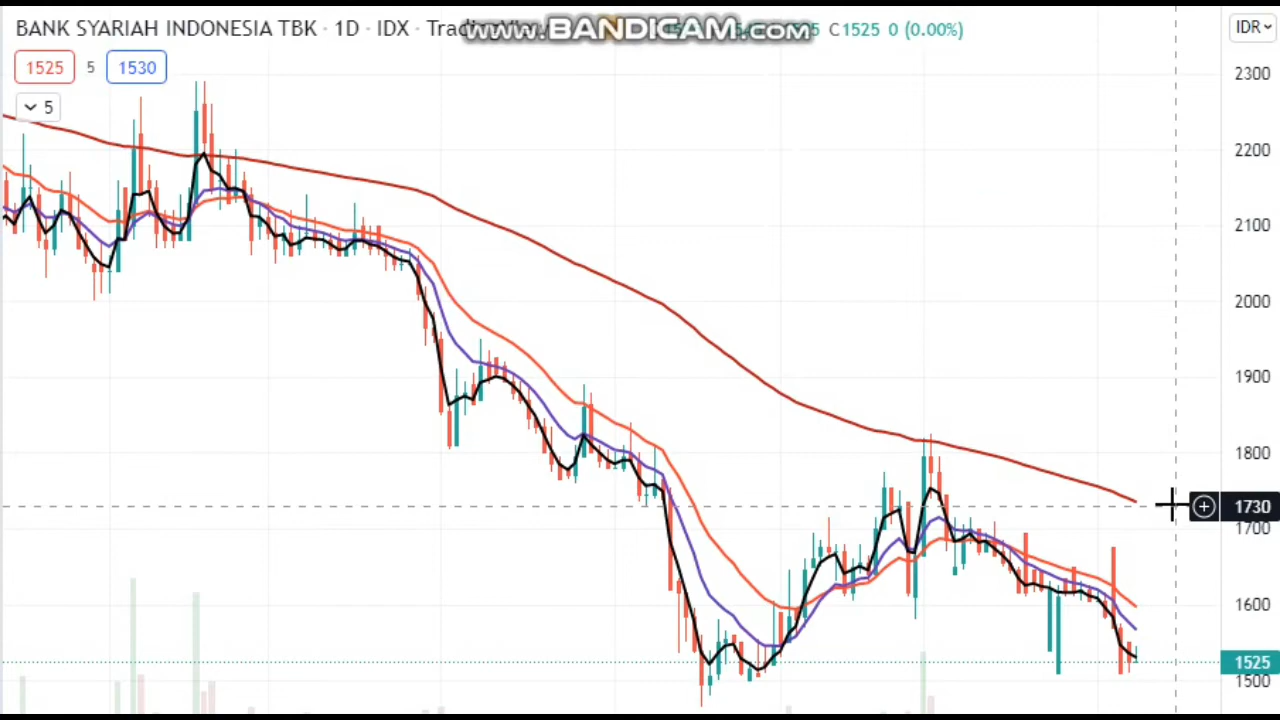 BANK SYARIAH INDONESIA TBK · 1D · IDX ·
www.BANDICAM.com
C1525 0 (0.00%)
IDR
1525 5 1530
5
2300
2200
2100
2000
1900
1800
1730
1700
1600
1525
1500